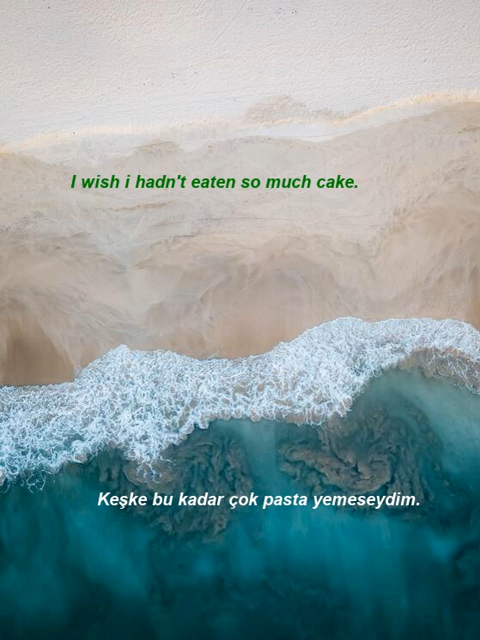 I wish i hadn't eaten so much cake.
Keşke bu kadar çok pasta yemeseydim.